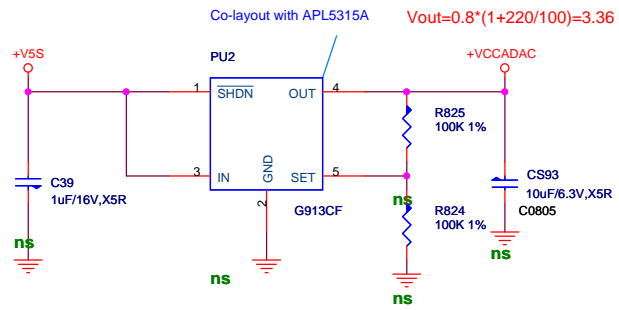 Co-layout with APL5315A
Vout=0.8*(1+220/100)=3.36
+V5S
PU2
+VCCADAC
1
SHDN
OUT
4
R825
100K 1%
C39
1uF/16V,X5R
3
IN
GND
SET
5
CS93
10uF/6.3V,X5R
C0805
2
G913CF
ns
R824
100K 1%
ns
ns
ns
ns